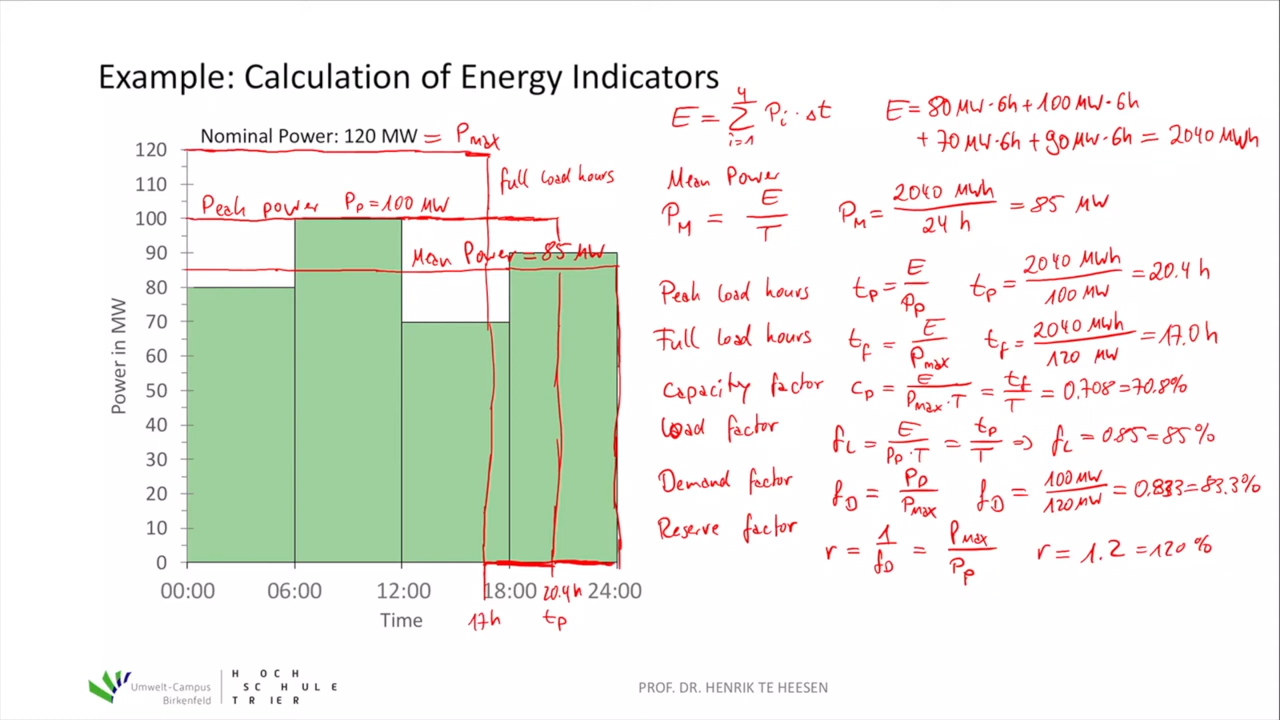 Example: Calculation of Energy Indicators
Nominal Power: 120 MW = Pmax
full load hours
Peak power Pp = 100 MW
Mean Power = 85 MW
Power in MW
120
110
100
90
80
70
60
50
40
30
20
10
0
00:00 06:00 12:00 18:00 24:00
Time
17h
20.4h
tp
E = ∑ i=1 4 Pi · Δt
E = 80 MW · 6h + 100 MW · 6h
+ 70 MW · 6h + 90 MW · 6h = 2040 MWh
Mean Power
PM = E/T PM = 2040 MWh / 24 h = 85 MW
Peak load hours tp = E/Pp tp = 2040 MWh / 100 MW = 20.4 h
Full load hours tf = E/Pmax tf = 2040 MWh / 120 MW = 17.0 h
Capacity factor cp = E/Pmax·T = tf/T = 0.708 = 70.8%
Load factor fL = E/Pp·T = tp/T ⇒ fL = 0.85 = 85%
Demand factor fD = Pp/Pmax fD = 100 MW / 120 MW = 0.833 = 83.3%
Reserve factor r = 1/fD = Pmax/Pp r = 1.2 = 120%
Umwelt-Campus
Birkenfeld
HOCH
SCHULE
TRIER
PROF. DR. HENRIK TE HEESEN